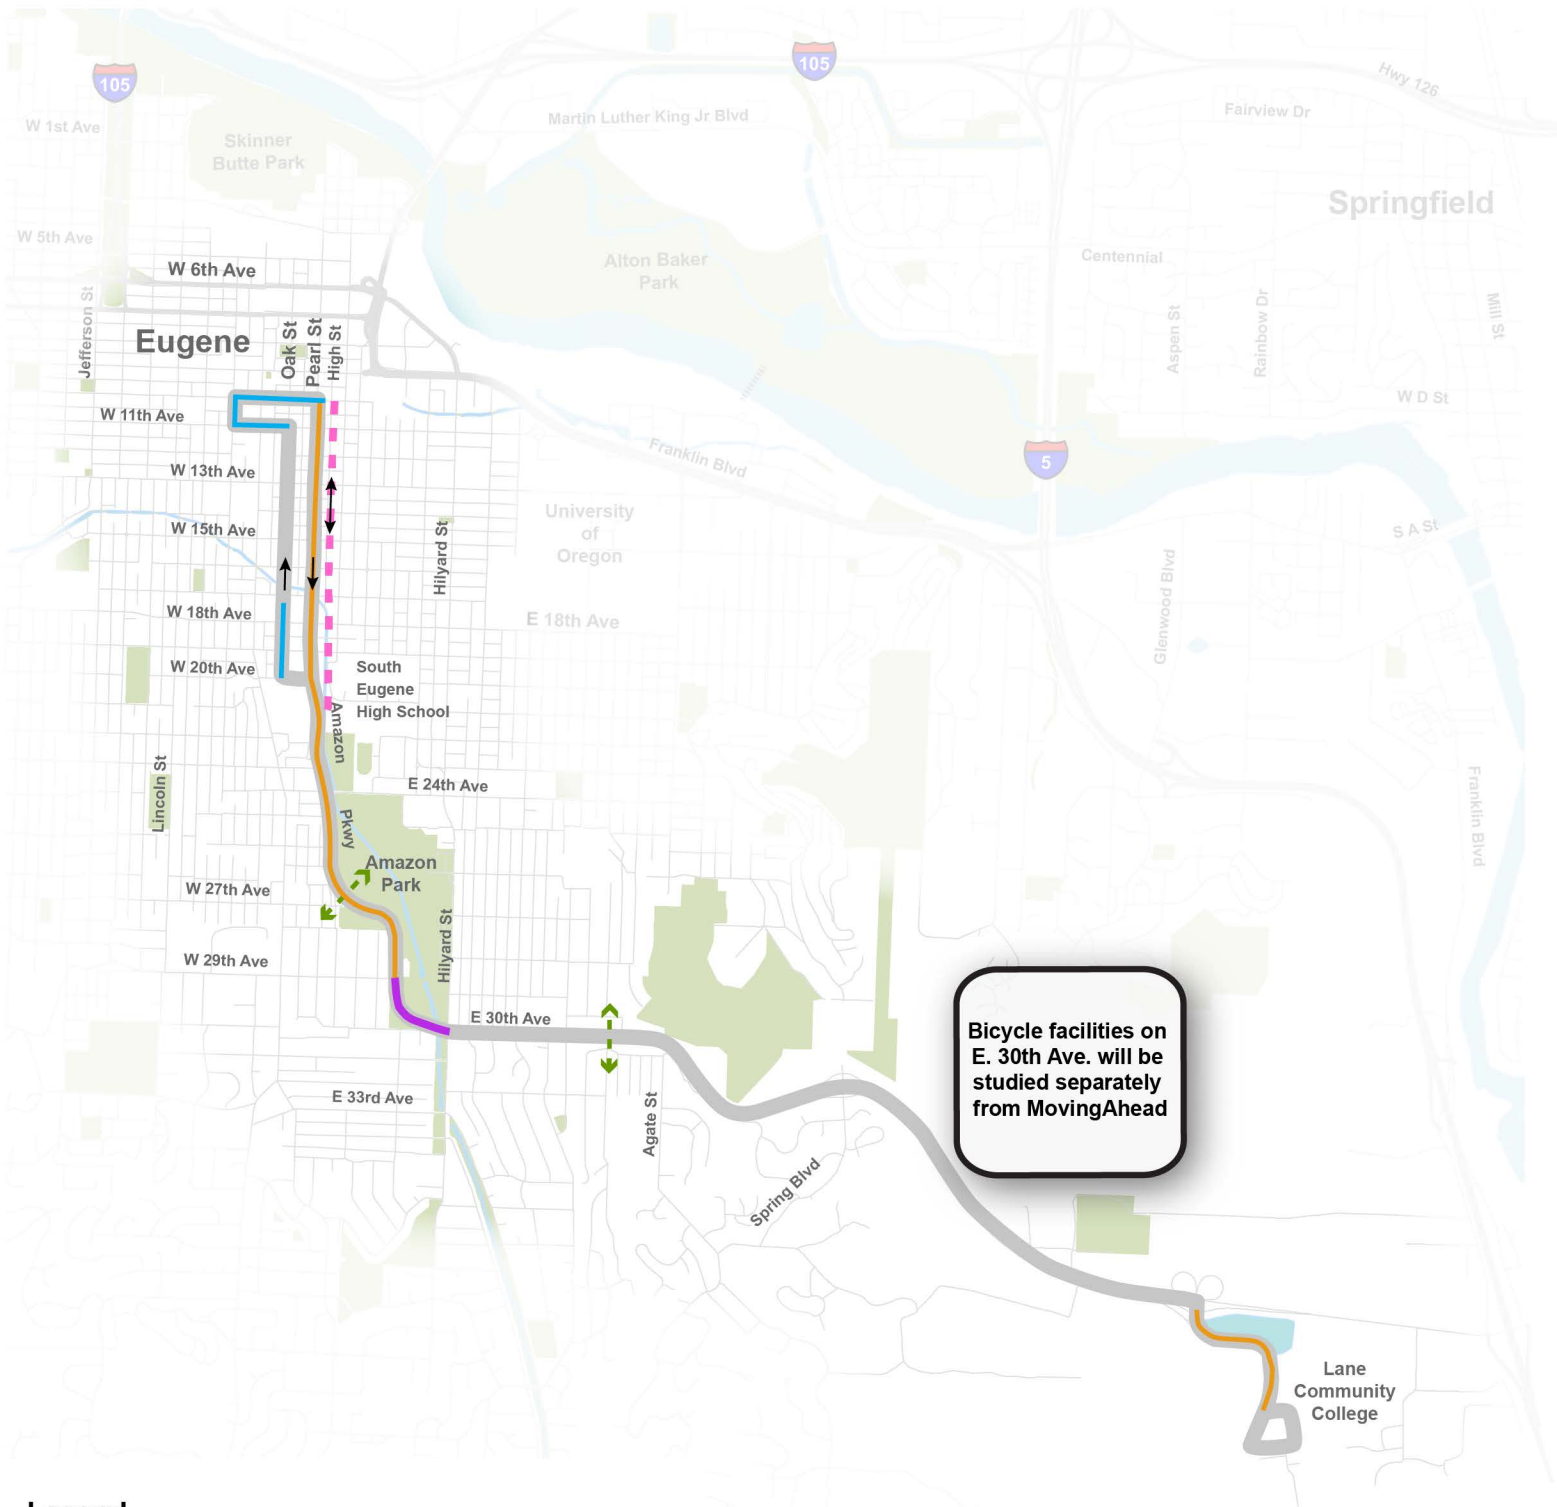 105
105
Hwy 126
W 1st Ave
Martin Luther King Jr Blvd
Fairview Dr
Skinner
Butte Park
Springfield
W 5th Ave
Centennial
Alton Baker
Park
W 6th Ave
Jefferson St
Eugene
Oak St
Pearl St
High St
Aspen St
Rainbow Dr
Mill St
W D St
W 11th Ave
Franklin Blvd
5
W 13th Ave
University
of
Oregon
W 15th Ave
Hilyard St
S A St
Glenwood Blvd
W 18th Ave
E 18th Ave
W 20th Ave
South
Eugene
High School
Amazon
Pkwy
E 24th Ave
Lincoln St
Franklin Blvd
Amazon
Park
W 27th Ave
Hilyard St
W 29th Ave
E 30th Ave
Bicycle facilities on
E. 30th Ave. will be
studied separately
from MovingAhead
E 33rd Ave
Agate St
Spring Blvd
Lane
Community
College